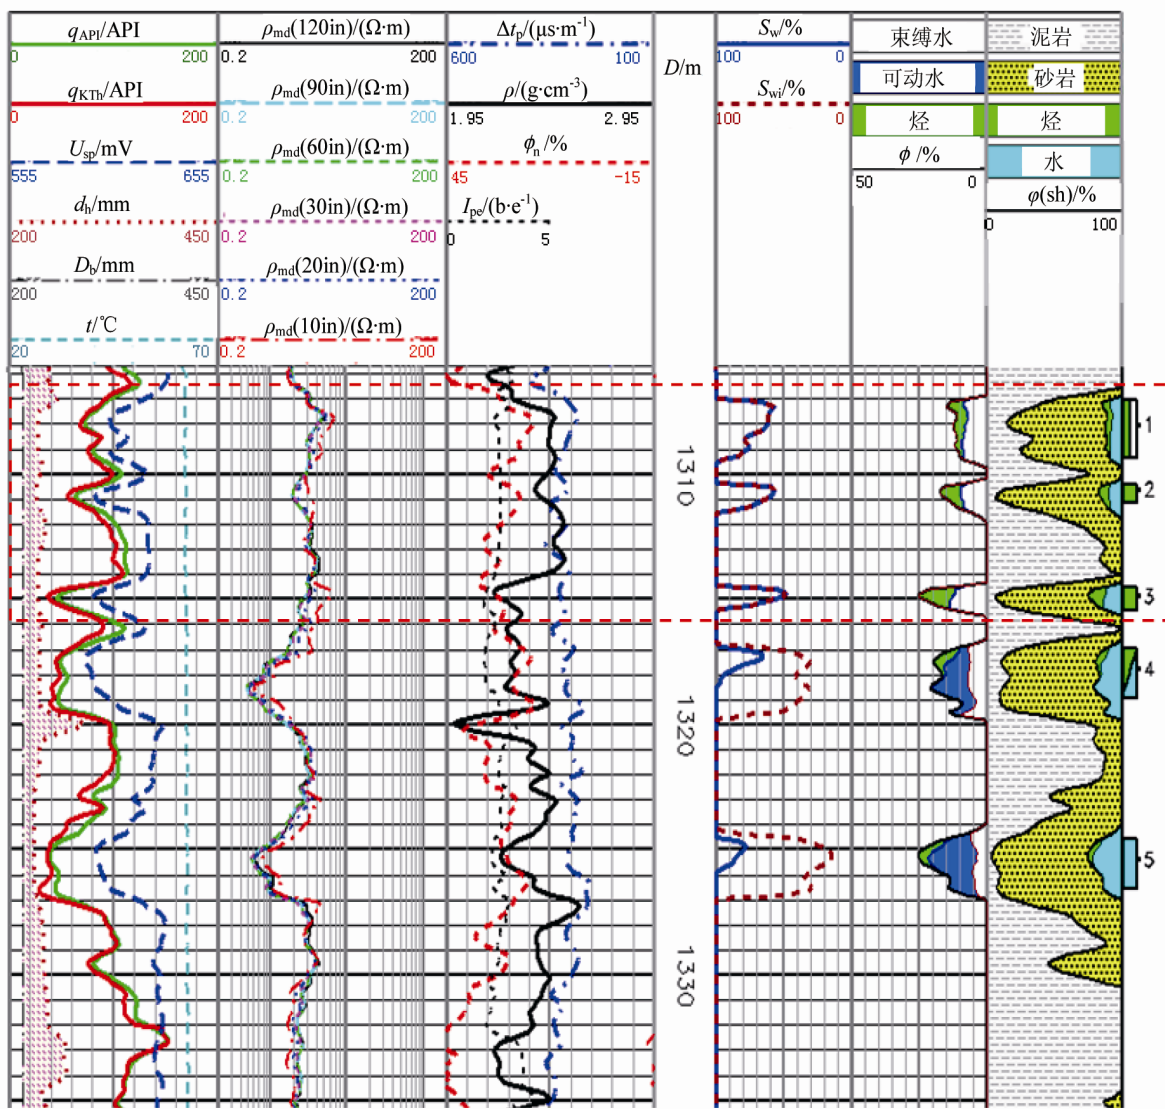 q_API/API
0 200
q_KTh/API
0 200
U_sp/mV
555 655
d_h/mm
200 450
D_b/mm
200 450
t/℃
20 70
ρ_md(120in)/(Ω·m)
0.2 200
ρ_md(90in)/(Ω·m)
0.2 200
ρ_md(60in)/(Ω·m)
0.2 200
ρ_md(30in)/(Ω·m)
0.2 200
ρ_md(20in)/(Ω·m)
0.2 200
ρ_md(10in)/(Ω·m)
0.2 200
Δt_p/(μs·m⁻¹)
600 100
ρ/(g·cm⁻³)
1.95 2.95
ϕ_n/%
45 -15
I_pe/(b·e⁻¹)
0 5
D/m
S_w/%
100 0
S_wi/%
100 0
束缚水
可动水
烃
ϕ/%
50 0
泥岩
砂岩
烃
水
φ(sh)/%
0 100
1310
1320
1330
1
2
3
4
5